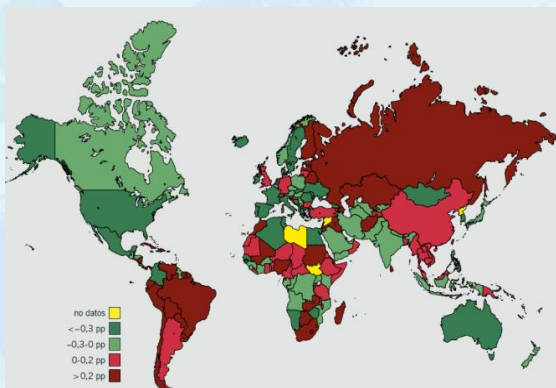 no datos
<-0,3 pp
-0,3-0 pp
0-0,2 pp
> 0,2 pp